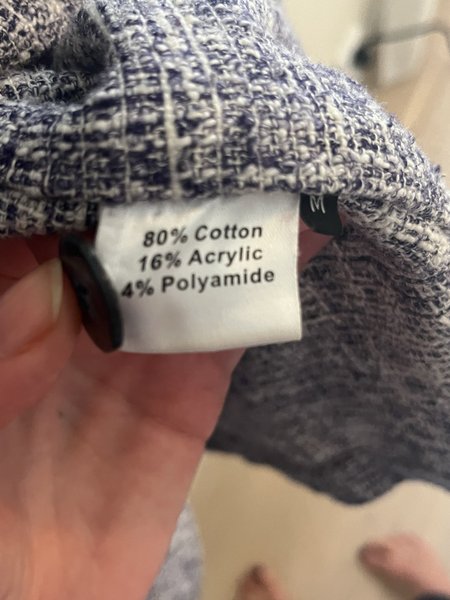 80% Cotton
16% Acrylic
4% Polyamide
M